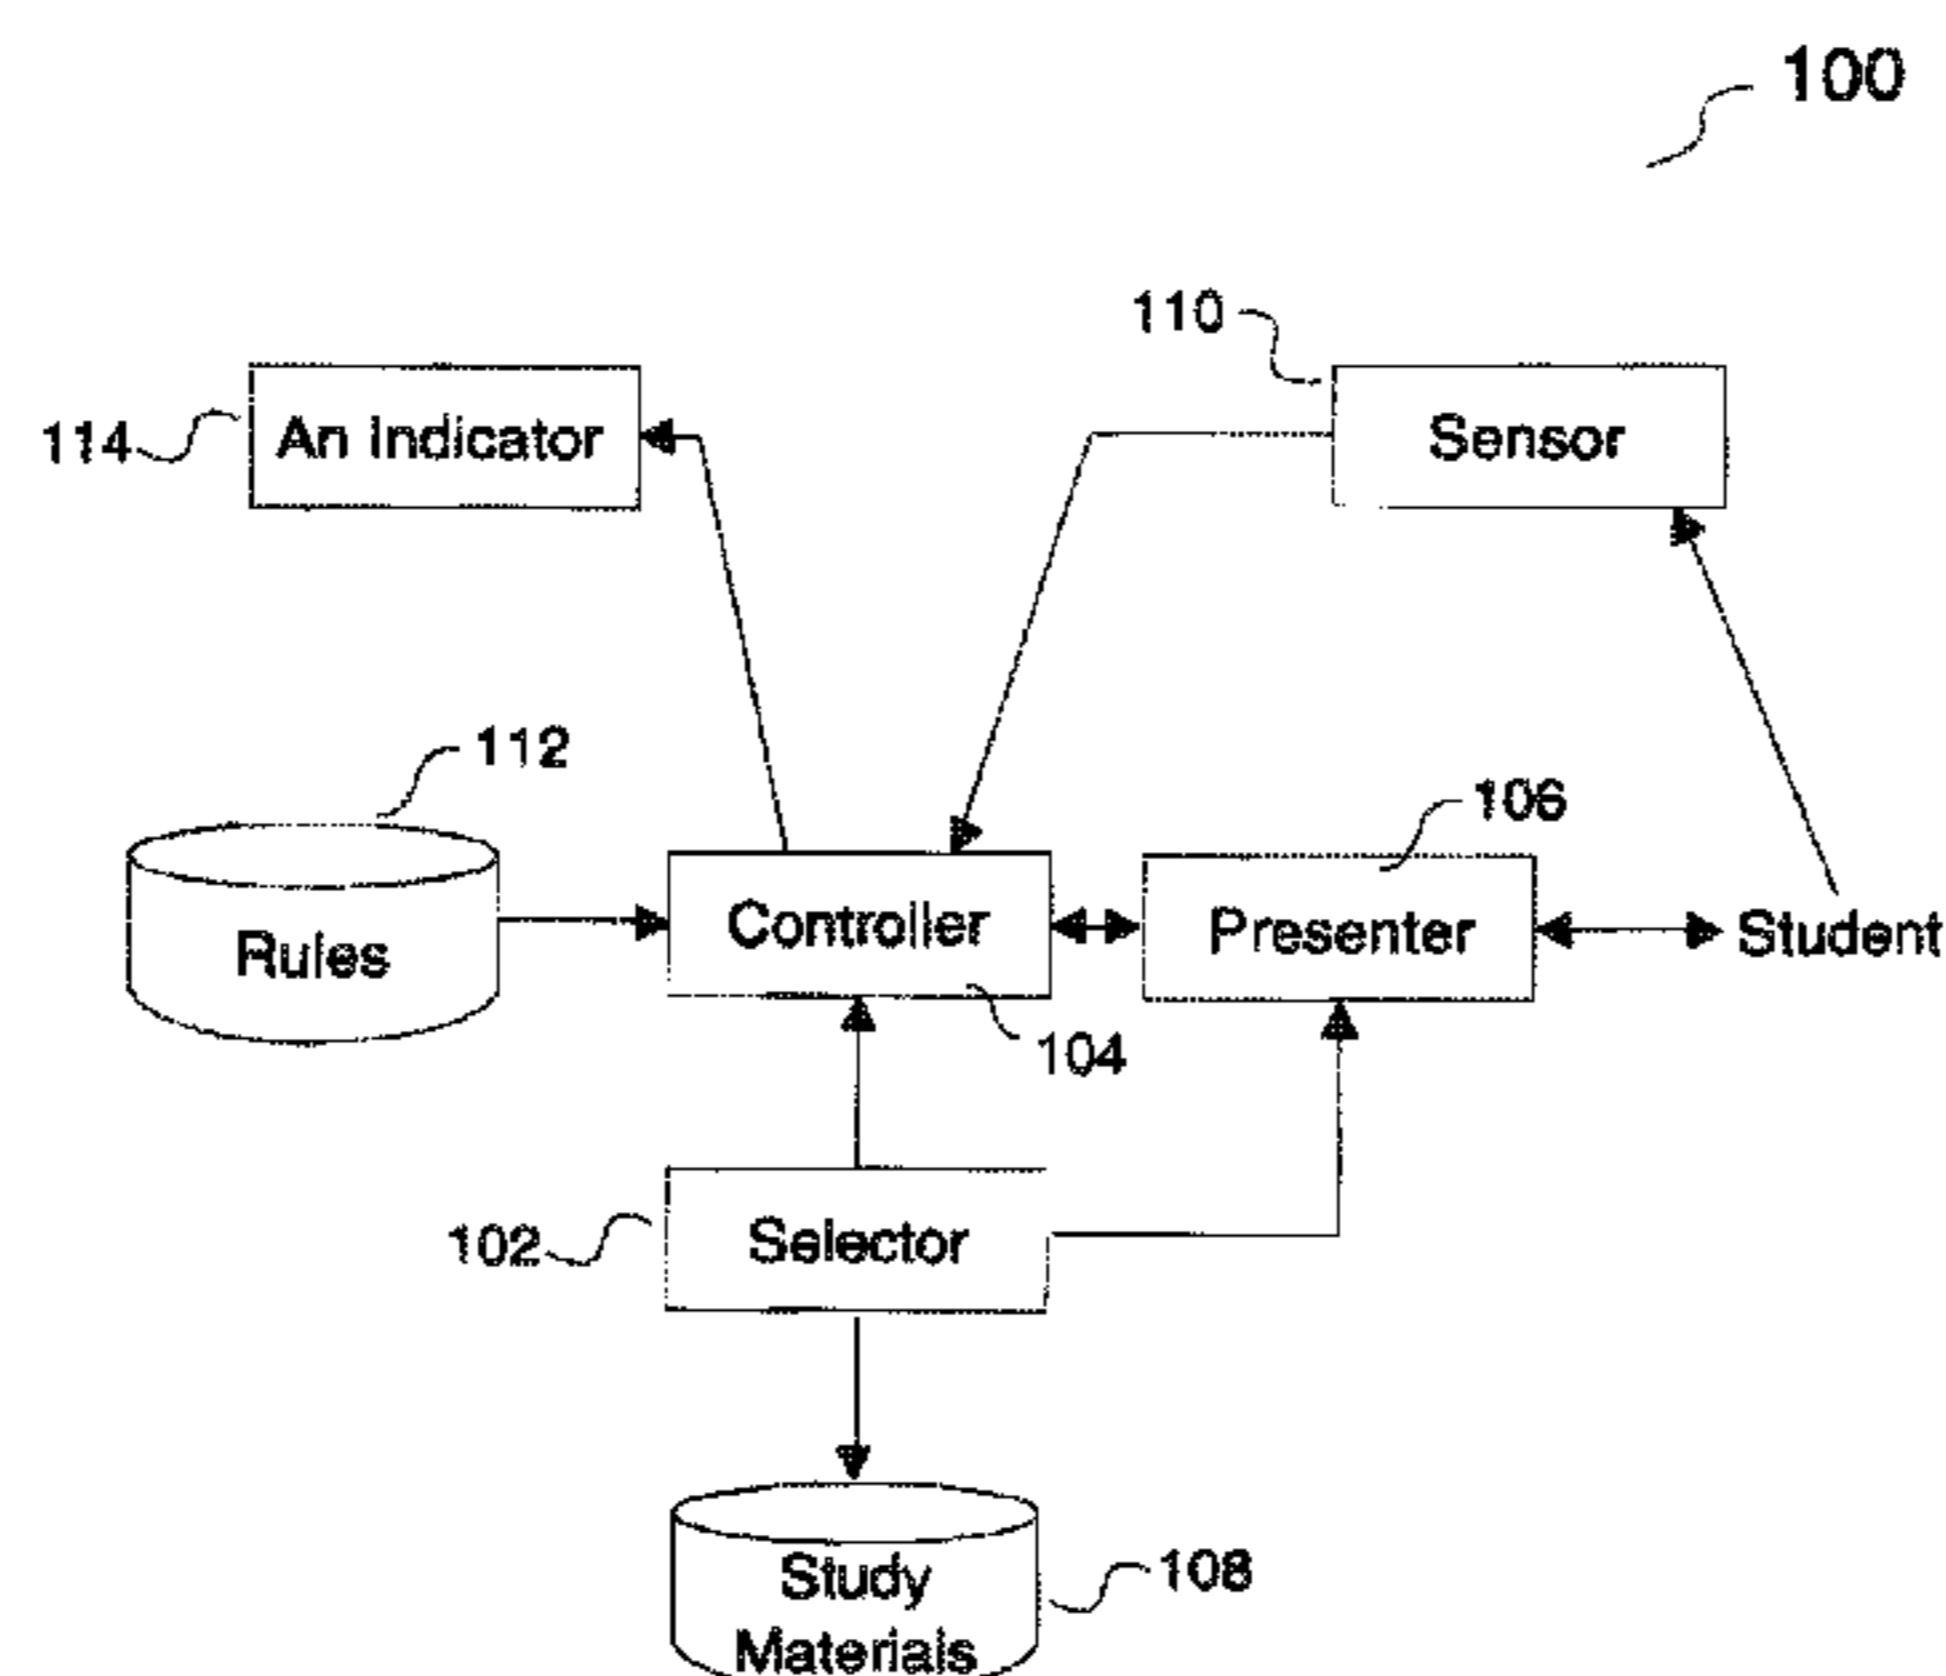 100
110
An Indicator
Sensor
114
112
106
Rules
Controller
Presenter
Student
104
102
Selector
108
Study
Materials